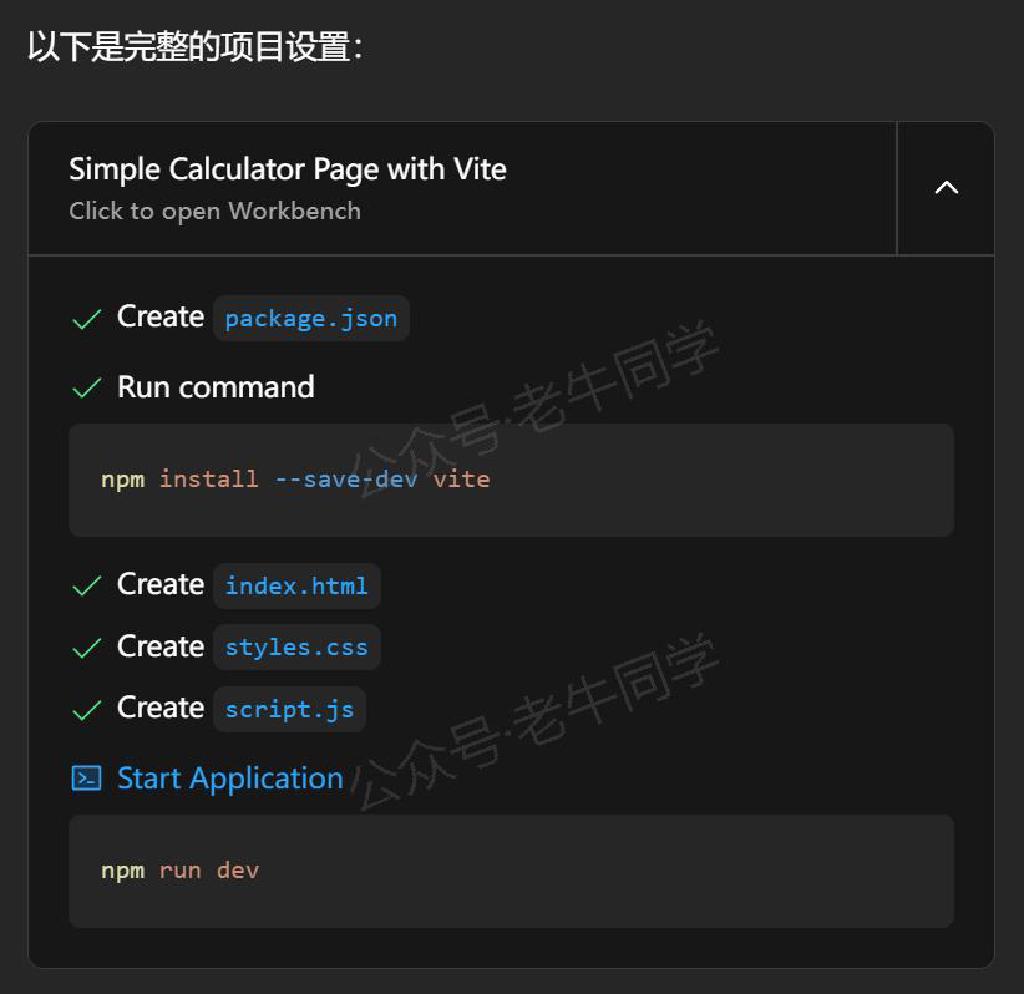 以下是完整的项目设置：
Simple Calculator Page with Vite
Click to open Workbench
Create package.json
Run command
npm install --save-dev vite
Create index.html
Create styles.css
Create script.js
Start Application
npm run dev
公众号·老牛同学
公众号·老牛同学